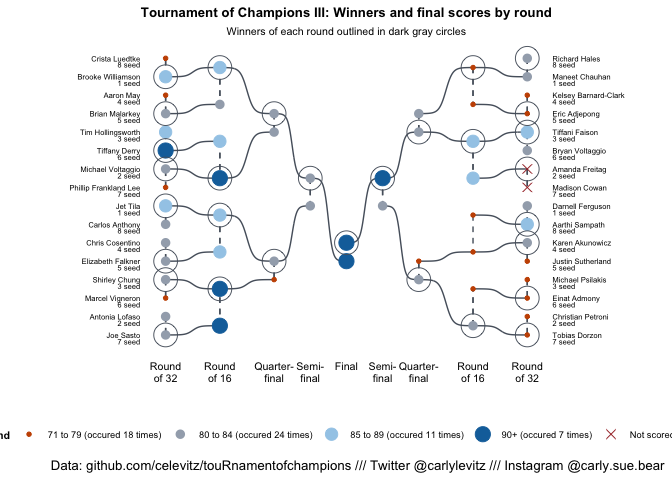 Tournament of Champions III: Winners and final scores by round
Winners of each round outlined in dark gray circles
Crista Luedtke
8 seed
Brooke Williamson
1 seed
Aaron May
4 seed
Brian Malarkey
5 seed
Tim Hollingsworth
3 seed
Tiffany Derry
6 seed
Michael Voltaggio
2 seed
Phillip Frankland Lee
7 seed
Jet Tila
1 seed
Carlos Anthony
8 seed
Chris Cosentino
4 seed
Elizabeth Falkner
5 seed
Shirley Chung
3 seed
Marcel Vigneron
6 seed
Antonia Lofaso
2 seed
Joe Sasto
7 seed
Richard Hales
8 seed
Maneet Chauhan
1 seed
Kelsey Barnard-Clark
4 seed
Eric Adjepong
5 seed
Tiffani Faison
3 seed
Bryan Voltaggio
6 seed
Amanda Freitag
2 seed
Madison Cowan
7 seed
Darnell Ferguson
1 seed
Aarthi Sampath
8 seed
Karen Akunowicz
4 seed
Justin Sutherland
5 seed
Michael Psilakis
3 seed
Einat Admony
6 seed
Christian Petroni
2 seed
Tobias Dorzon
7 seed
Round of 32
Round of 16
Quarter-final
Semi-final
Final
Semi-final
Quarter-final
Round of 16
Round of 32
nd 71 to 79 (occured 18 times) 80 to 84 (occured 24 times) 85 to 89 (occured 11 times) 90+ (occured 7 times) Not score
Data: github.com/celevitz/touRnamentofchampions /// Twitter @carlylevitz /// Instagram @carly.sue.bear